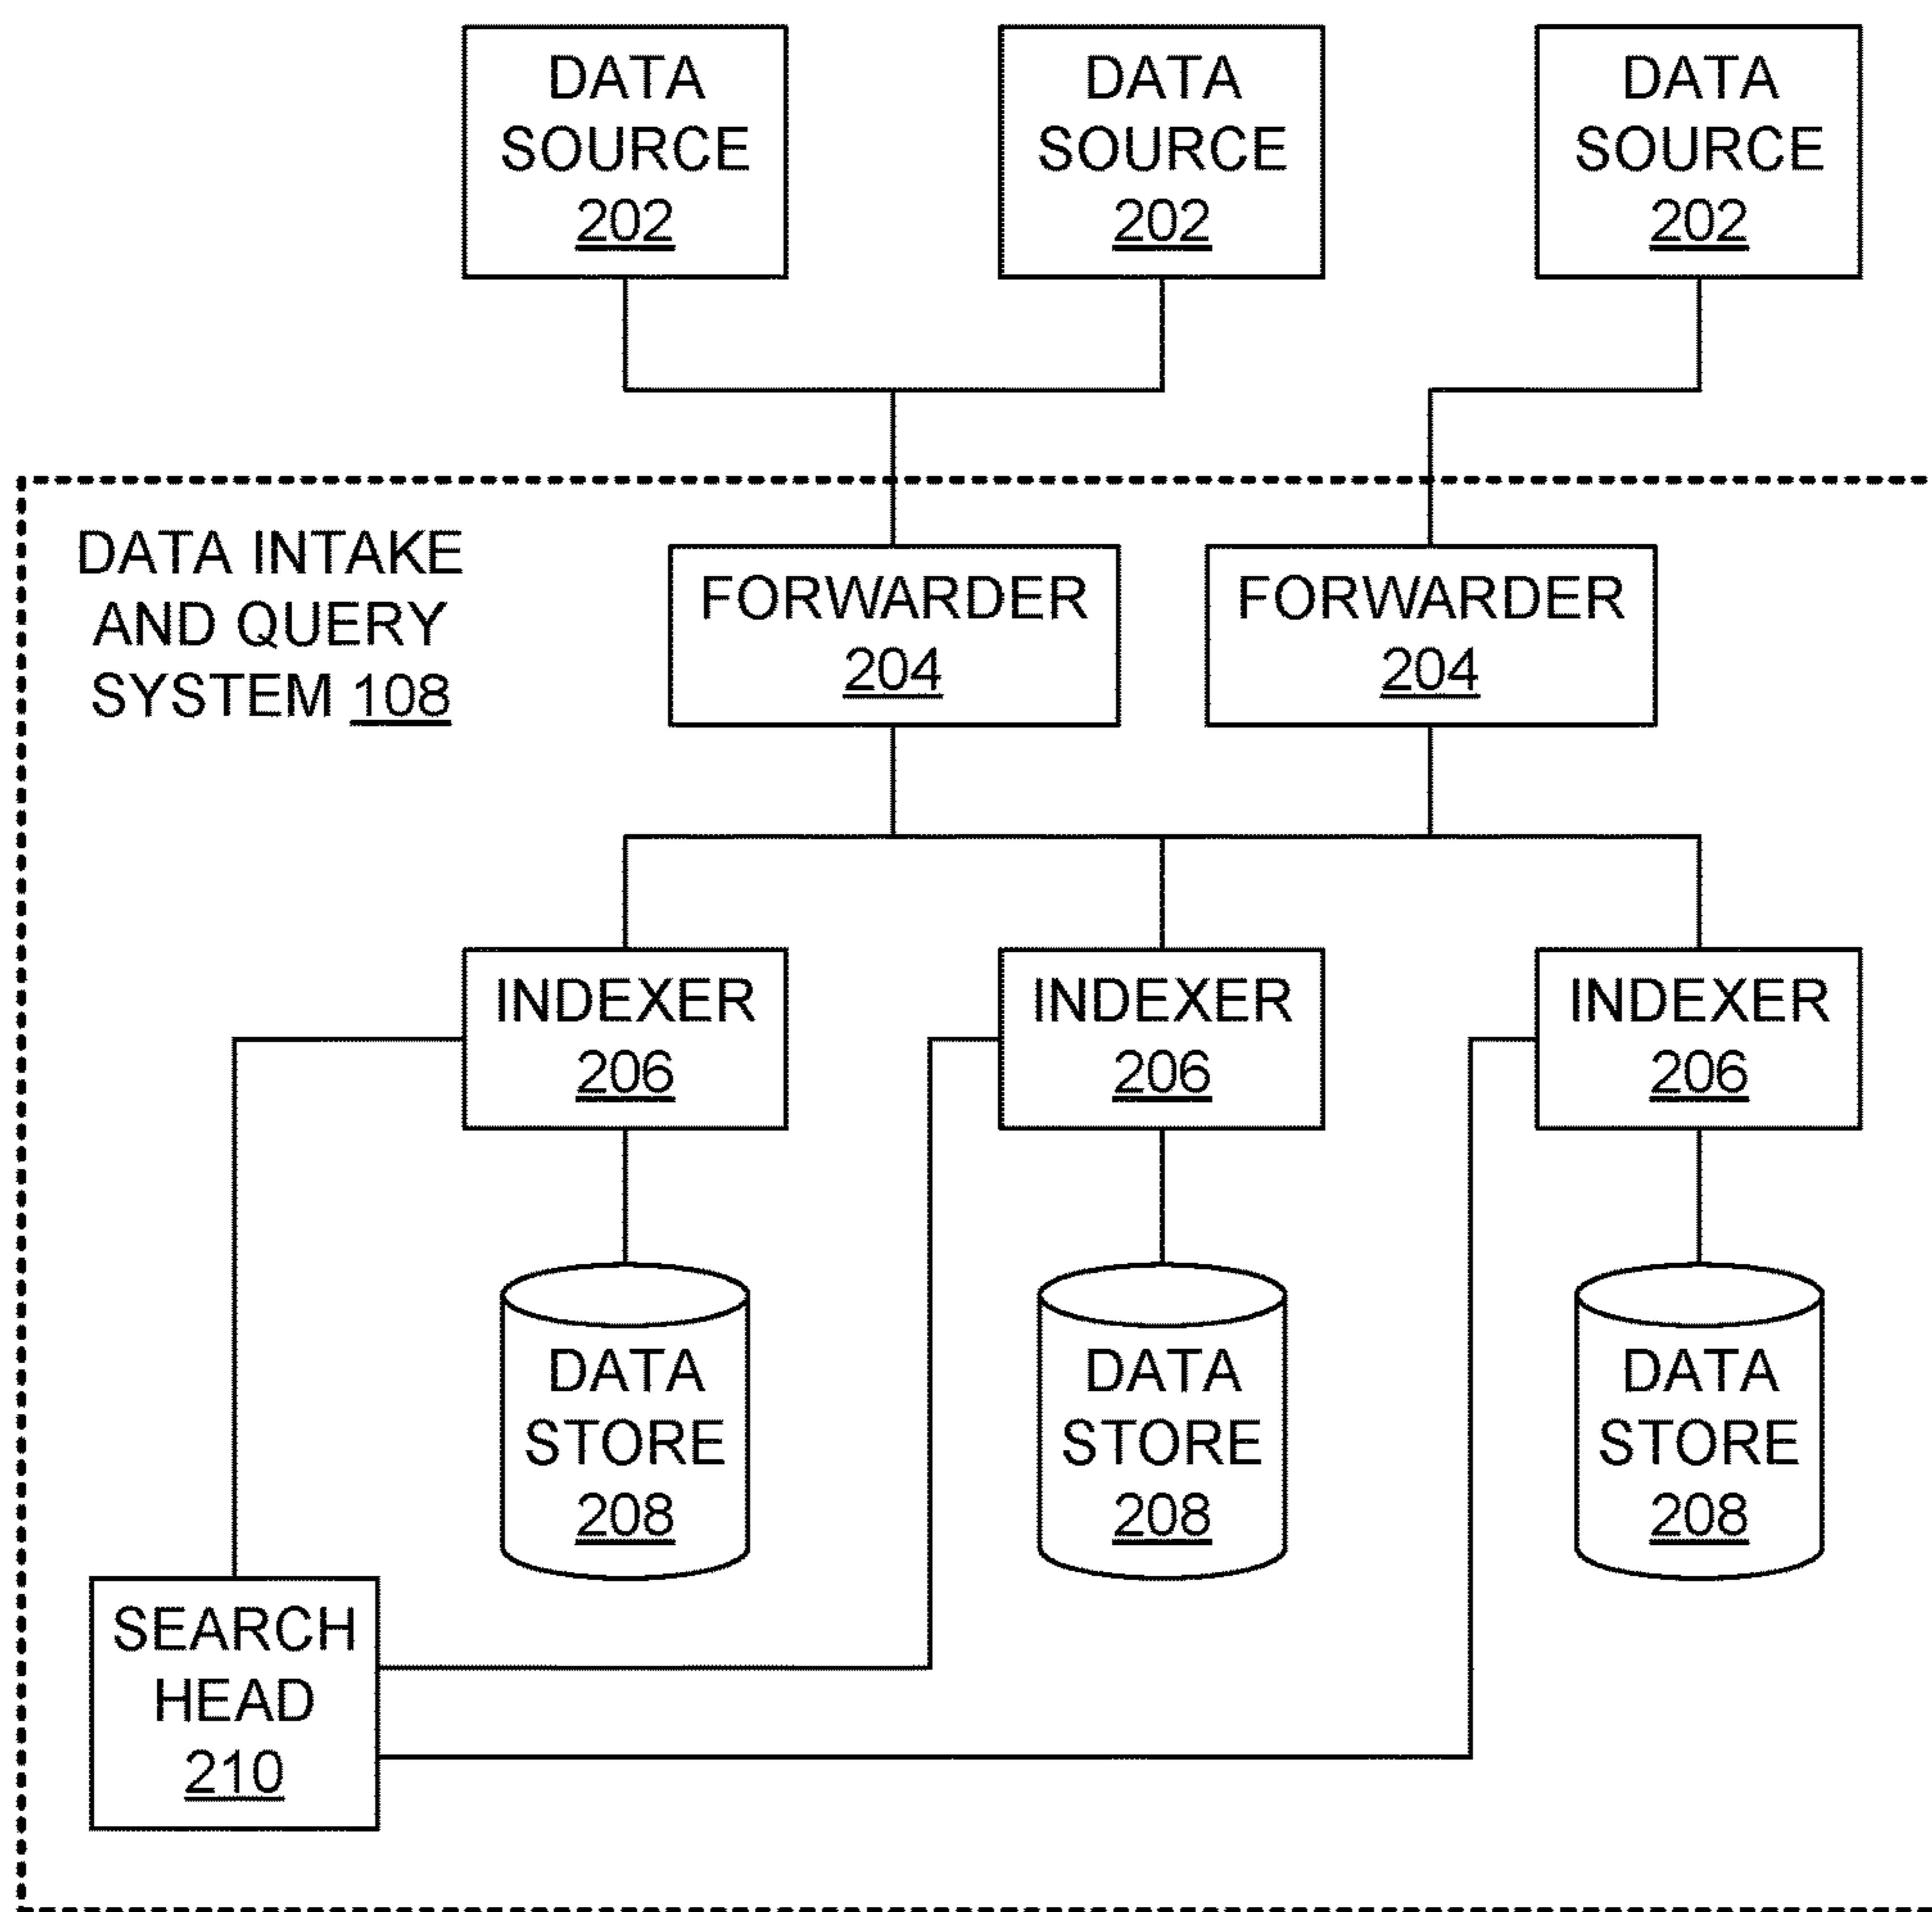 DATA
SOURCE
202
DATA
SOURCE
202
DATA
SOURCE
202
DATA INTAKE
AND QUERY
SYSTEM 108
FORWARDER
204
FORWARDER
204
INDEXER
206
INDEXER
206
INDEXER
206
DATA
STORE
208
DATA
STORE
208
DATA
STORE
208
SEARCH
HEAD
210